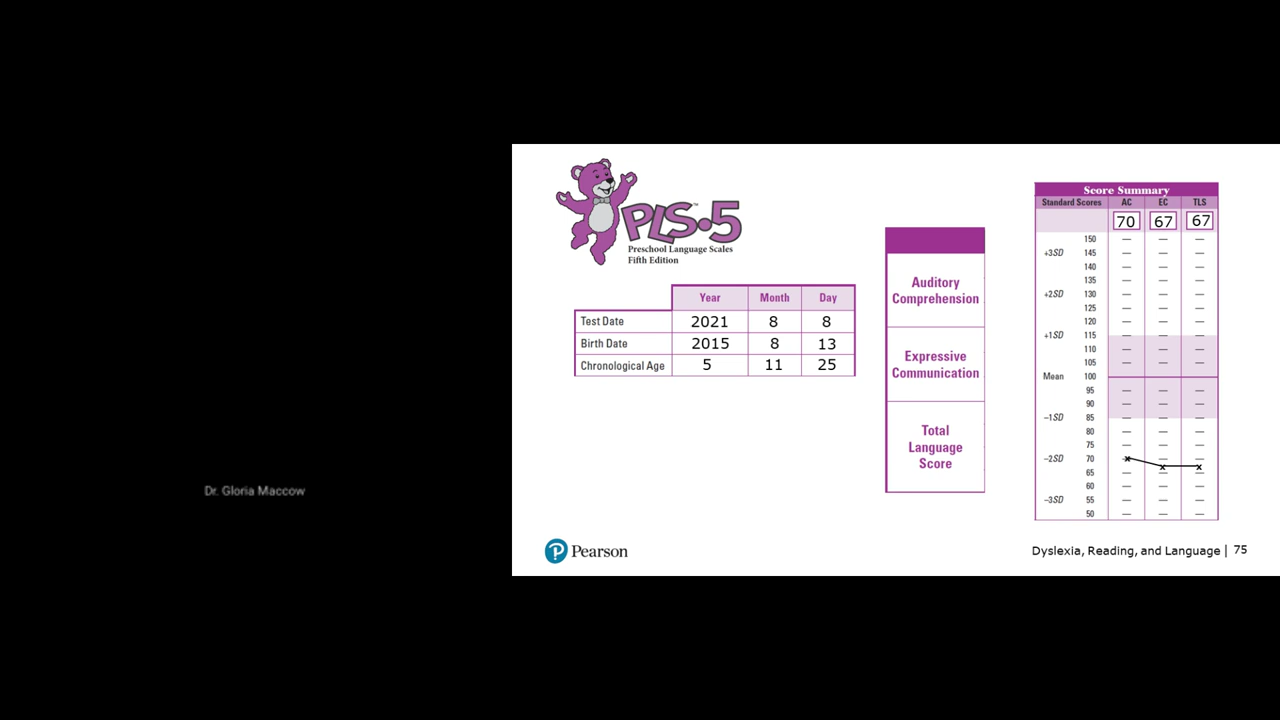 Dr. Gloria Maccow
PLS·5™
Preschool Language Scales
Fifth Edition
Year Month Day
Test Date 2021 8 8
Birth Date 2015 8 13
Chronological Age 5 11 25
Auditory
Comprehension
Expressive
Communication
Total
Language
Score
Score Summary
Standard Scores AC EC TLS
70 67 67
150
+3SD 145
140
135
+2SD 130
125
120
+1SD 115
110
105
Mean 100
95
90
−1SD 85
80
75
−2SD 70
65
60
−3SD 55
50
P Pearson
Dyslexia, Reading, and Language | 75